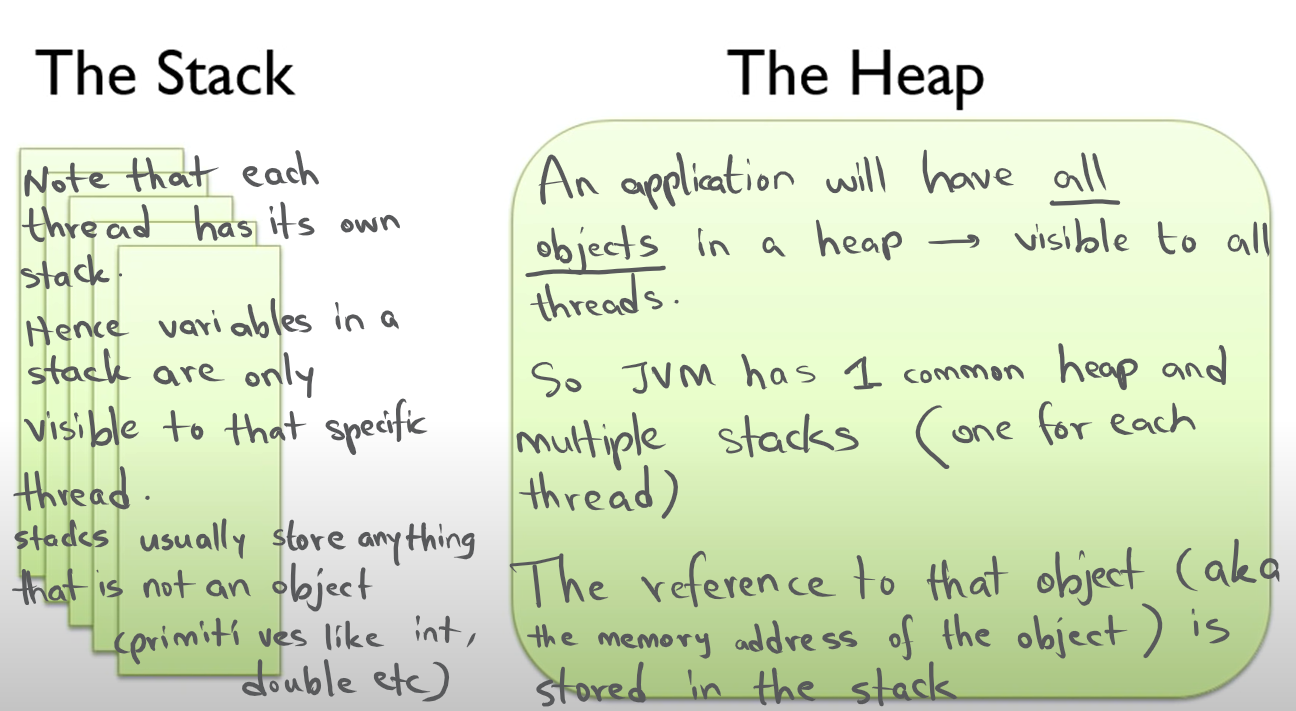 The Stack
Note that each
thread has its own
stack.
Hence variables in a
stack are only
visible to that specific
thread.
stacks usually store anything
that is not an object
(primitives like int,
double etc)
The Heap
An application will have all
objects in a heap → visible to all
threads.
So JVM has 1 common heap and
multiple stacks (one for each
thread)
The reference to that object (aka
the memory address of the object) is
stored in the stack